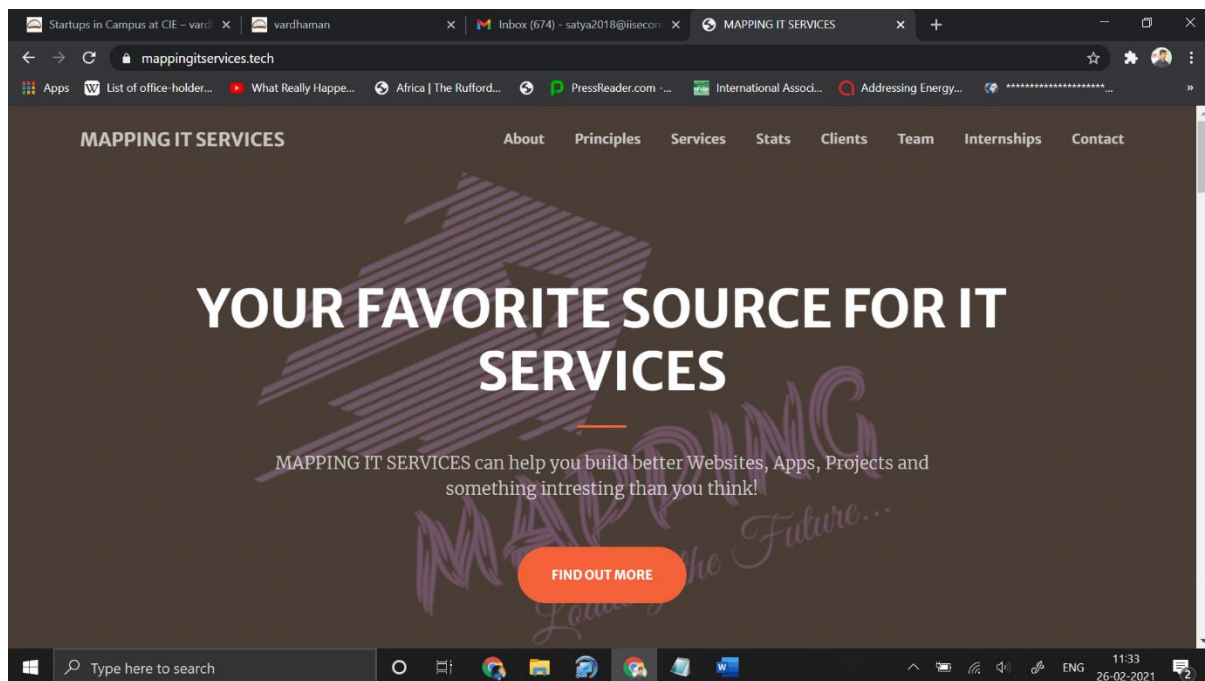 Startups in Campus at CIE – vard
vardhaman
Inbox (674) - satya2018@iisecon
MAPPING IT SERVICES
mappingitservices.tech
Apps
List of office-holder...
What Really Happe...
Africa | The Rufford...
PressReader.com -...
International Associ...
Addressing Energy...
**********************...
»
MAPPING IT SERVICES
About Principles Services Stats Clients Team Internships Contact
YOUR FAVORITE SOURCE FOR IT
SERVICES
MAPPING IT SERVICES can help you build better Websites, Apps, Projects and
something intresting than you think!
MAPPING
the Future...
FIND OUT MORE
Type here to search
ENG
11:33
26-02-2021
2